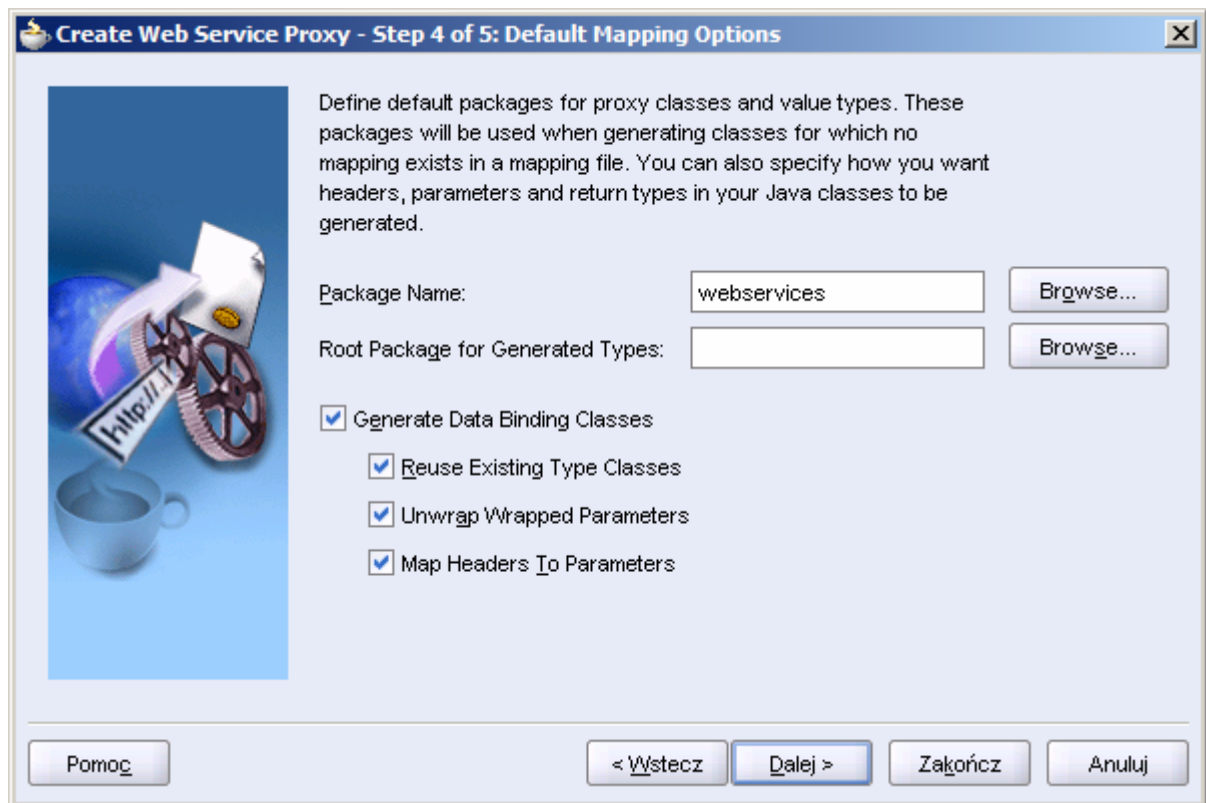 Create Web Service Proxy - Step 4 of 5: Default Mapping Options
Define default packages for proxy classes and value types. These
packages will be used when generating classes for which no
mapping exists in a mapping file. You can also specify how you want
headers, parameters and return types in your Java classes to be
generated.
Package Name: webservices Browse...
Root Package for Generated Types: Browse...
http://.
Generate Data Binding Classes
Reuse Existing Type Classes
Unwrap Wrapped Parameters
Map Headers To Parameters
Pomoc < Wstecz Dalej > Zakończ Anuluj